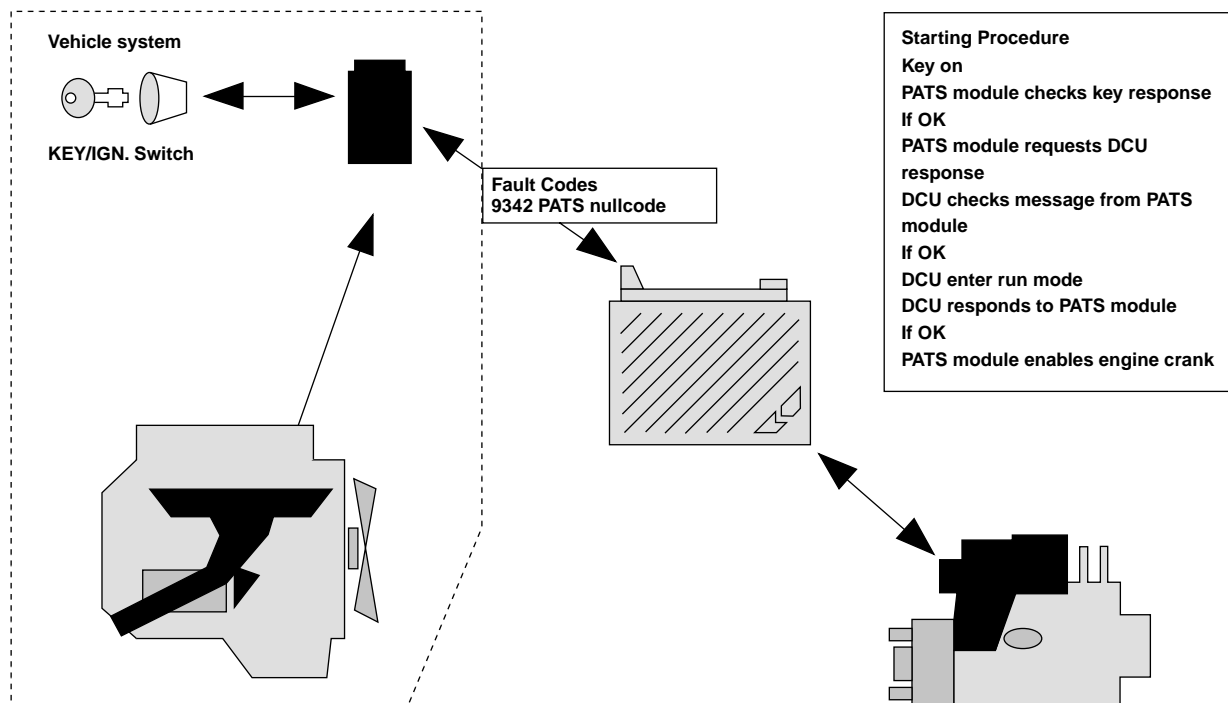 Vehicle system
KEY/IGN. Switch
Fault Codes
9342 PATS nullcode
Starting Procedure
Key on
PATS module checks key response
If OK
PATS module requests DCU
response
DCU checks message from PATS
module
If OK
DCU enter run mode
DCU responds to PATS module
If OK
PATS module enables engine crank